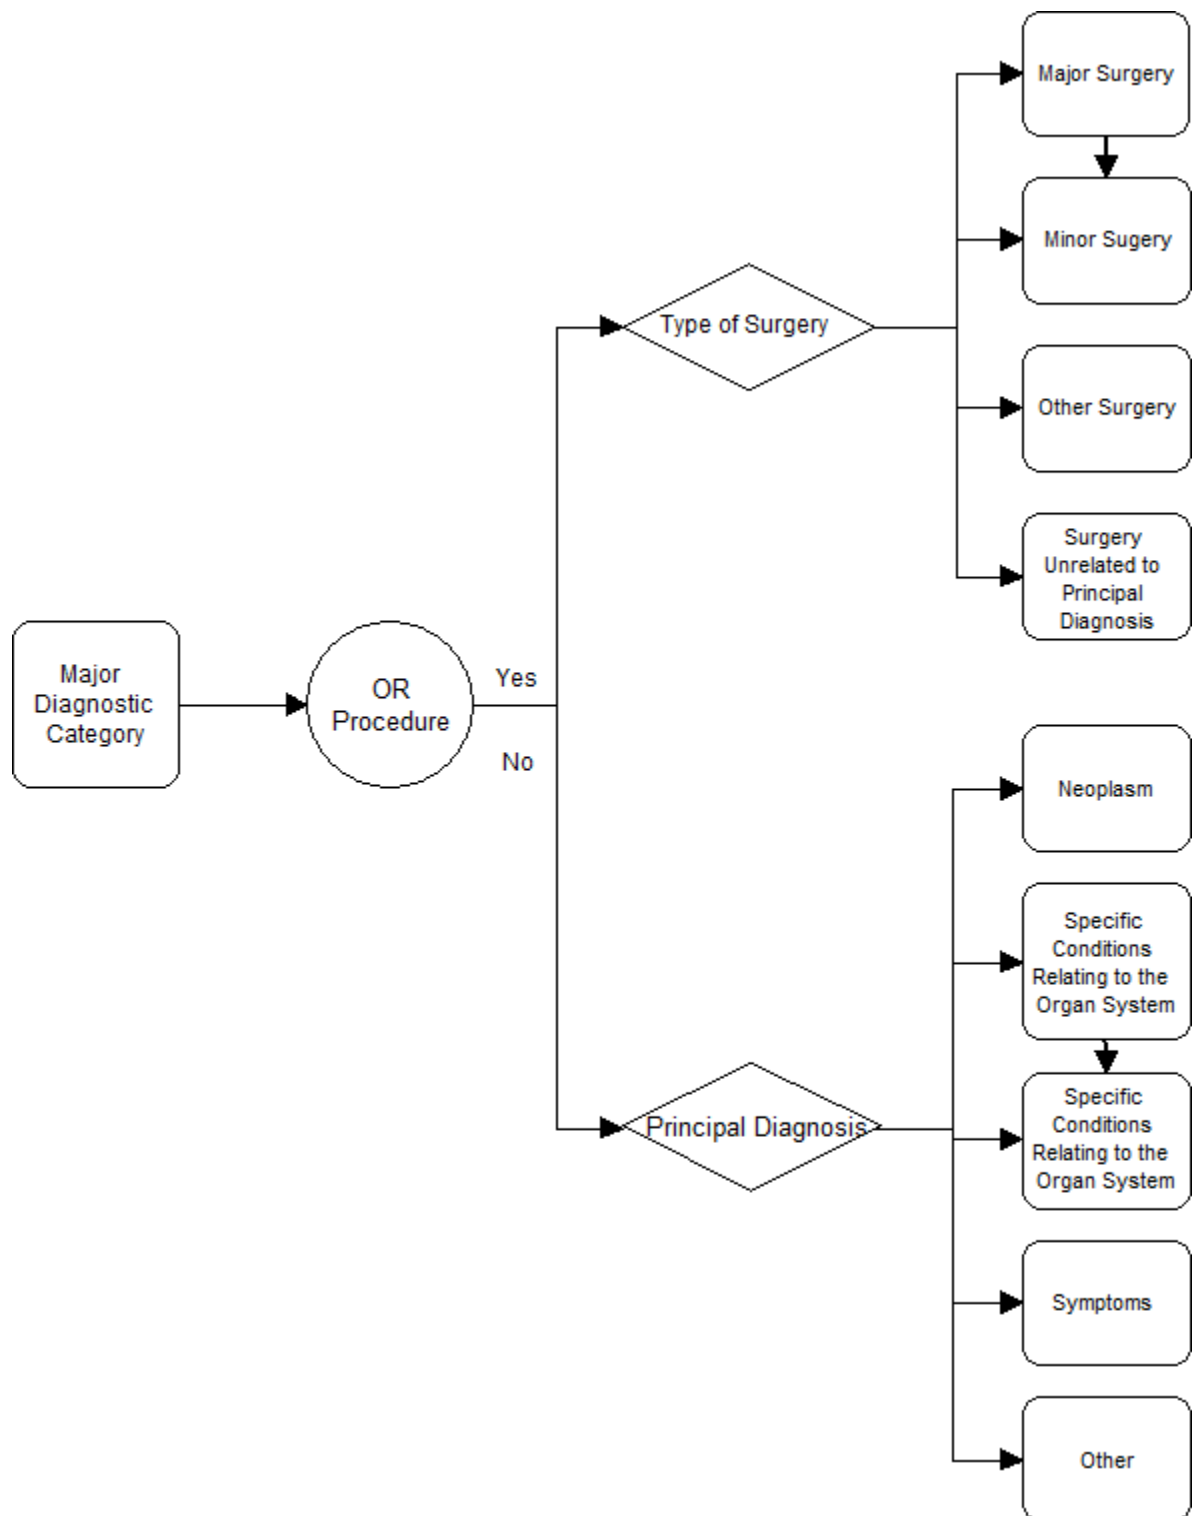 Major Surgery
Minor Sugery
Type of Surgery
Other Surgery
Surgery
Unrelated to
Principal
Diagnosis
Major
Diagnostic
Category
OR
Procedure
Yes
No
Neoplasm
Specific
Conditions
Relating to the
Organ System
Principal Diagnosis
Specific
Conditions
Relating to the
Organ System
Symptoms
Other